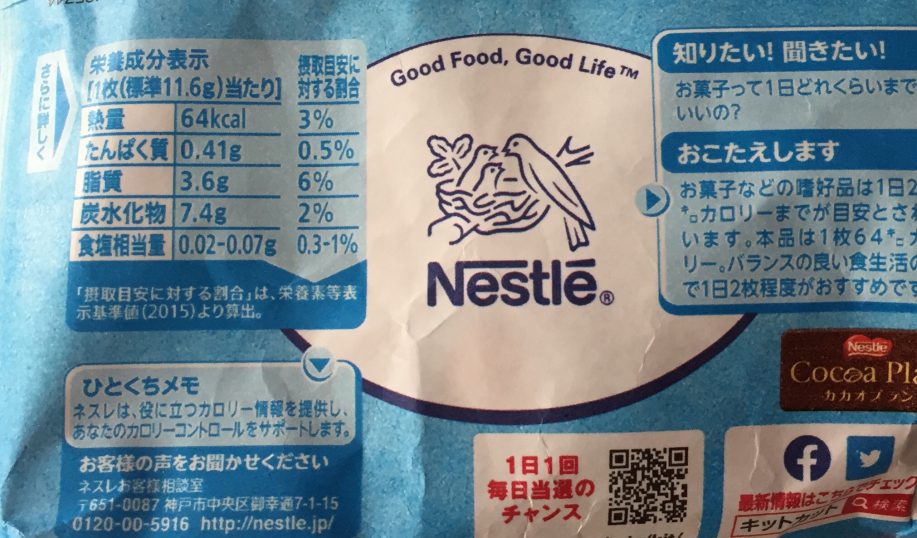 さらに詳しく
栄養成分表示
[1枚(標準11.6g)当たり]
摂取目安に
対する割合
熱量 64kcal 3%
たんぱく質 0.41g 0.5%
脂質 3.6g 6%
炭水化物 7.4g 2%
食塩相当量 0.02-0.07g 0.3-1%
「摂取目安に対する割合」は、栄養素等表
示基準値(2015)より算出。
ひとくちメモ
ネスレは、役に立つカロリー情報を提供し、
あなたのカロリーコントロールをサポートします。
お客様の声をお聞かせください
ネスレお客様相談室
〒651-0087 神戸市中央区御幸通7-1-15
0120-00-5916 http://nestle.jp/
Good Food, Good Life™
Nestlé®
知りたい! 聞きたい!
お菓子って1日どれくらいまで
いいの?
おこたえします
お菓子などの嗜好品は1日2
㌔カロリーまでが目安とされ
います。本品は1枚64㌔カ
リー。バランスの良い食生活の
で1日2枚程度がおすすめで
Nestlé
Cocoa Pla
カカオプラン
1日1回
毎日当選の
チャンス
最新情報はこちらでチェック
キットカット 検索